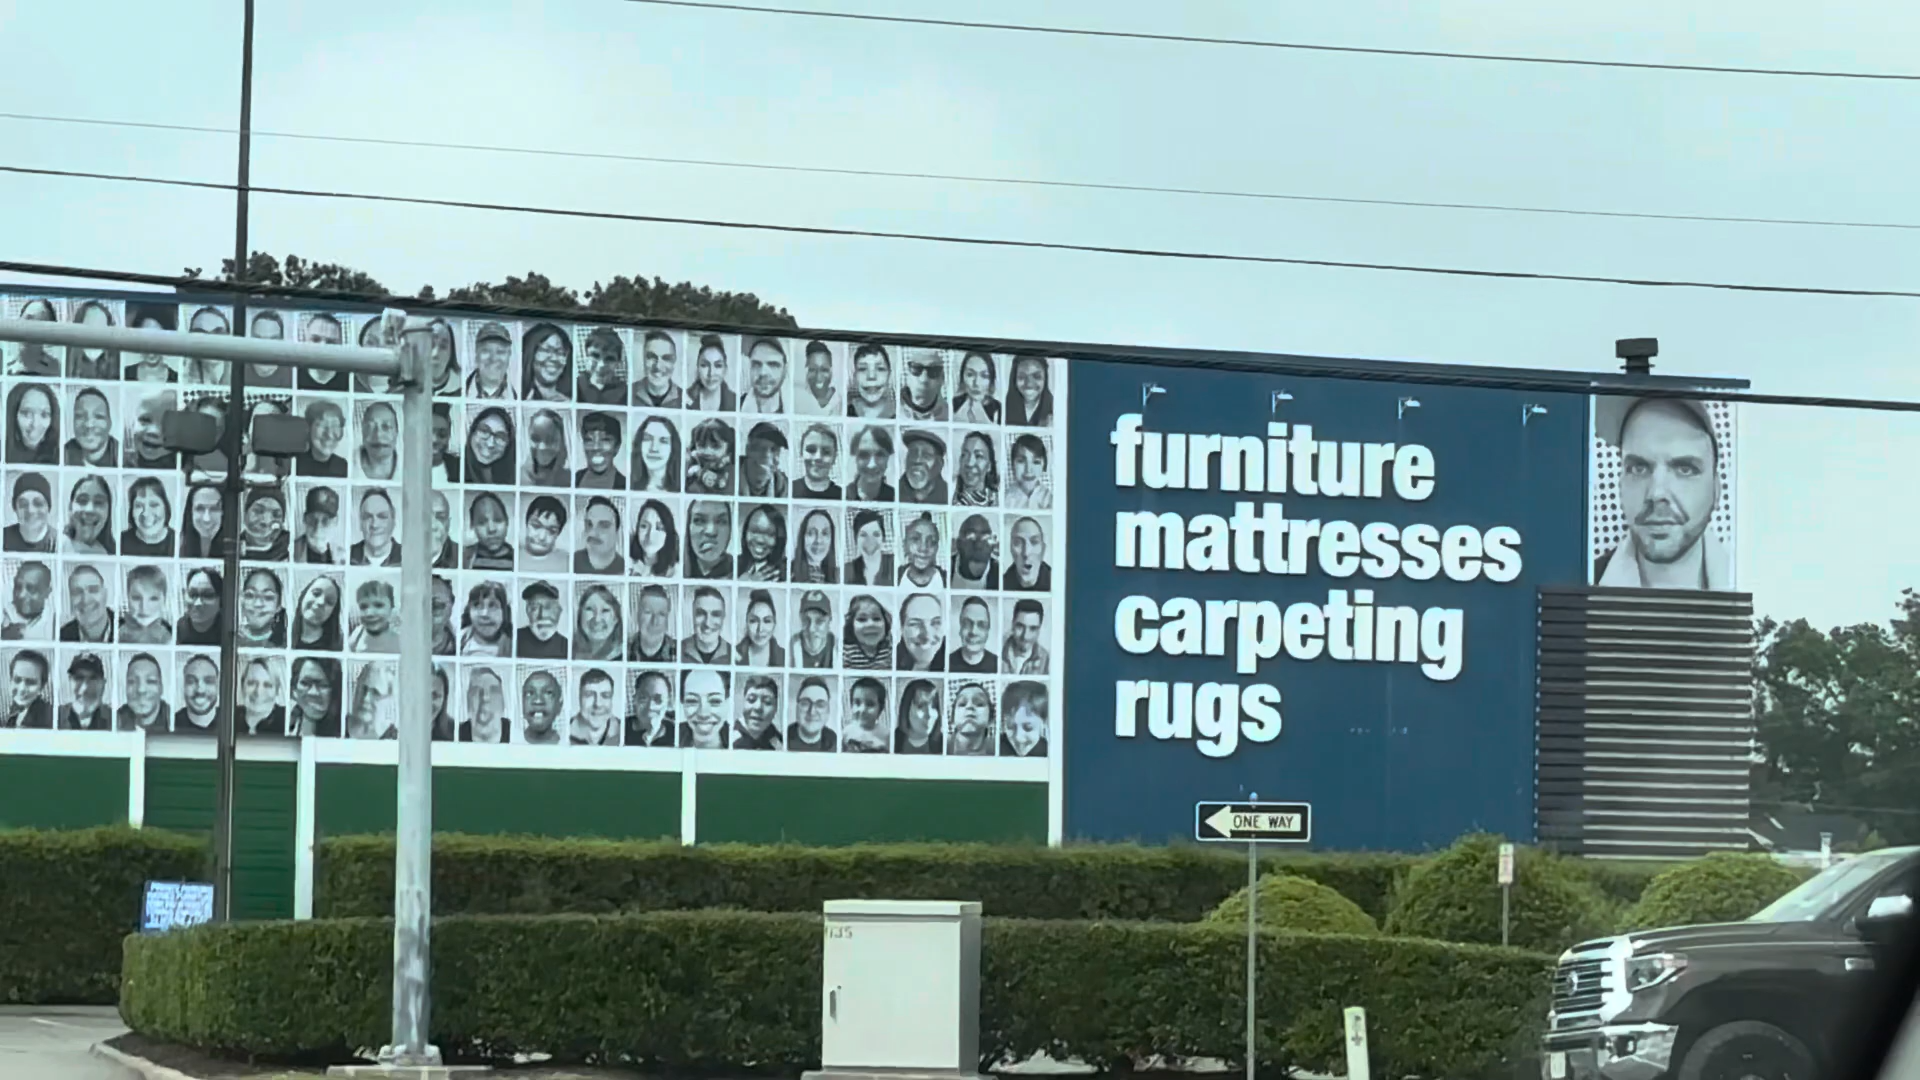 furniture
mattresses
carpeting
rugs
ONE WAY